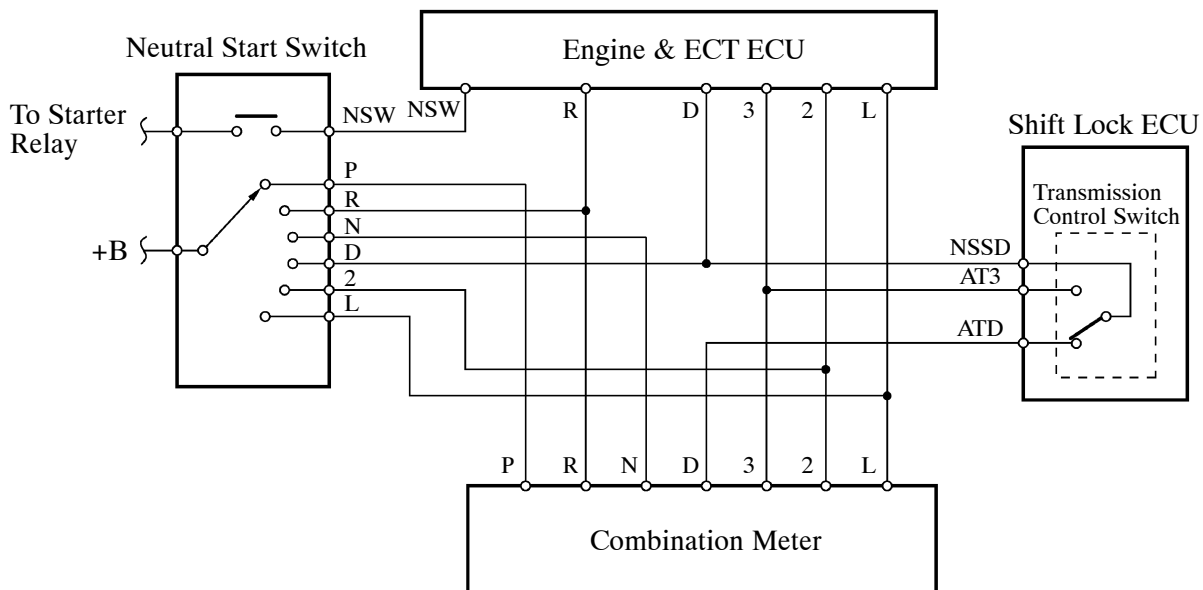 Neutral Start Switch
Engine & ECT ECU
To Starter
Relay
NSW
NSW
R
D
3
2
L
Shift Lock ECU
Transmission
Control Switch
P
R
N
D
2
L
+B
NSSD
AT3
ATD
P
R
N
D
3
2
L
Combination Meter